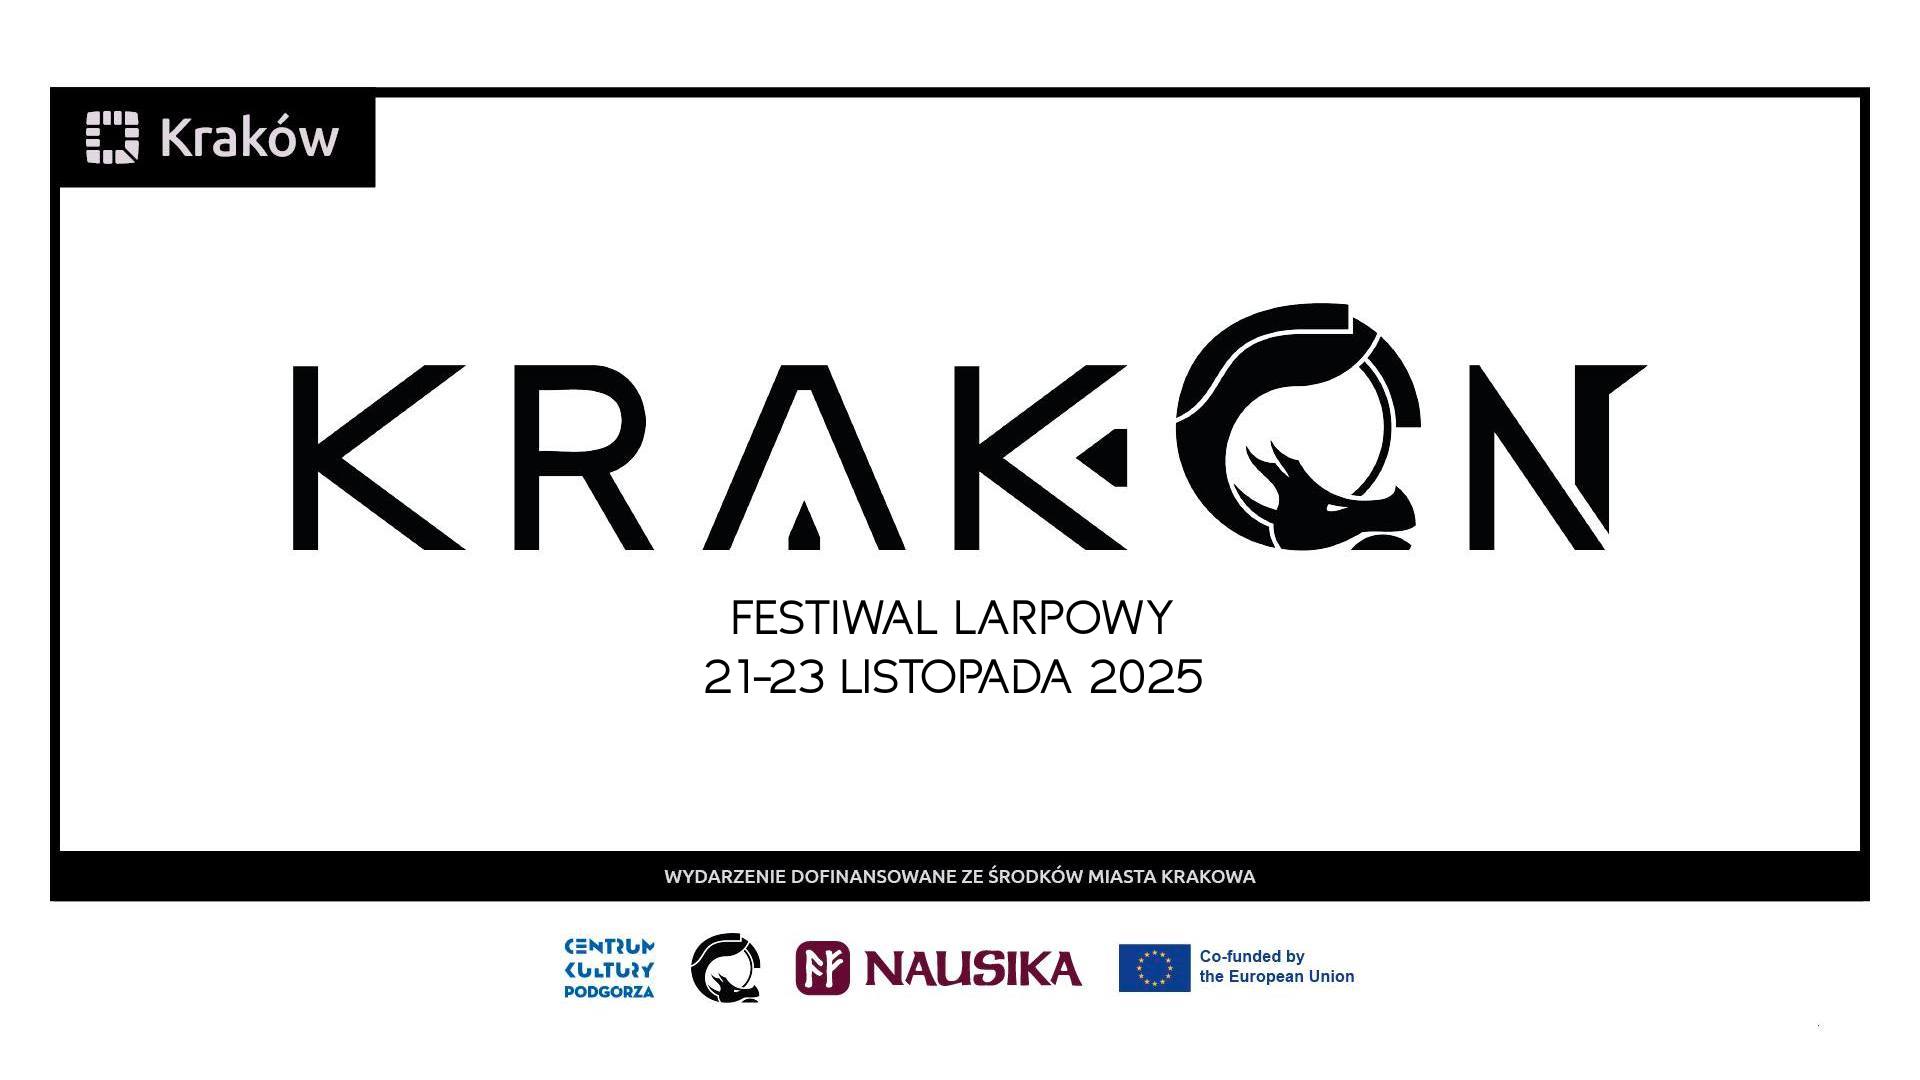 Kraków
KRAKON
FESTIWAL LARPOWY
21-23 LISTOPADA 2025
WYDARZENIE DOFINANSOWANE ZE ŚRODKÓW MIASTA KRAKOWA
CENTRUM
KULTURY
PODGORZA
NAUSIKA
Co-funded by
the European Union